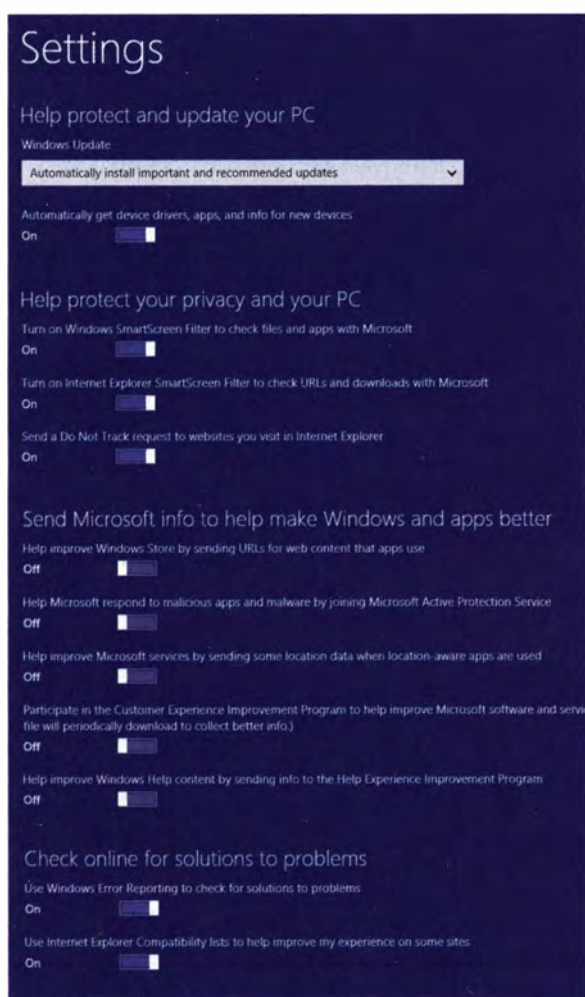 Settings
Help protect and update your PC
Windows Update
Automatically install important and recommended updates
Automatically get device drivers, apps, and info for new devices
On
Help protect your privacy and your PC
Turn on Windows SmartScreen Filter to check files and apps with Microsoft
On
Turn on Internet Explorer SmartScreen Filter to check URLs and downloads with Microsoft
On
Send a Do Not Track request to websites you visit in Internet Explorer
On
Send Microsoft info to help make Windows and apps better
Help improve Windows Store by sending URLs for web content that apps use
Off
Help Microsoft respond to malicious apps and malware by joining Microsoft Active Protection Service
Off
Help improve Microsoft services by sending some location data when location-aware apps are used
Off
Participate in the Customer Experience Improvement Program to help improve Microsoft software and servi
file will periodically download to collect better info.)
Off
Help improve Windows Help content by sending info to the Help Experience Improvement Program
Off
Check online for solutions to problems
Use Windows Error Reporting to check for solutions to problems
On
Use Internet Explorer Compatibility lists to help improve my experience on some sites
On